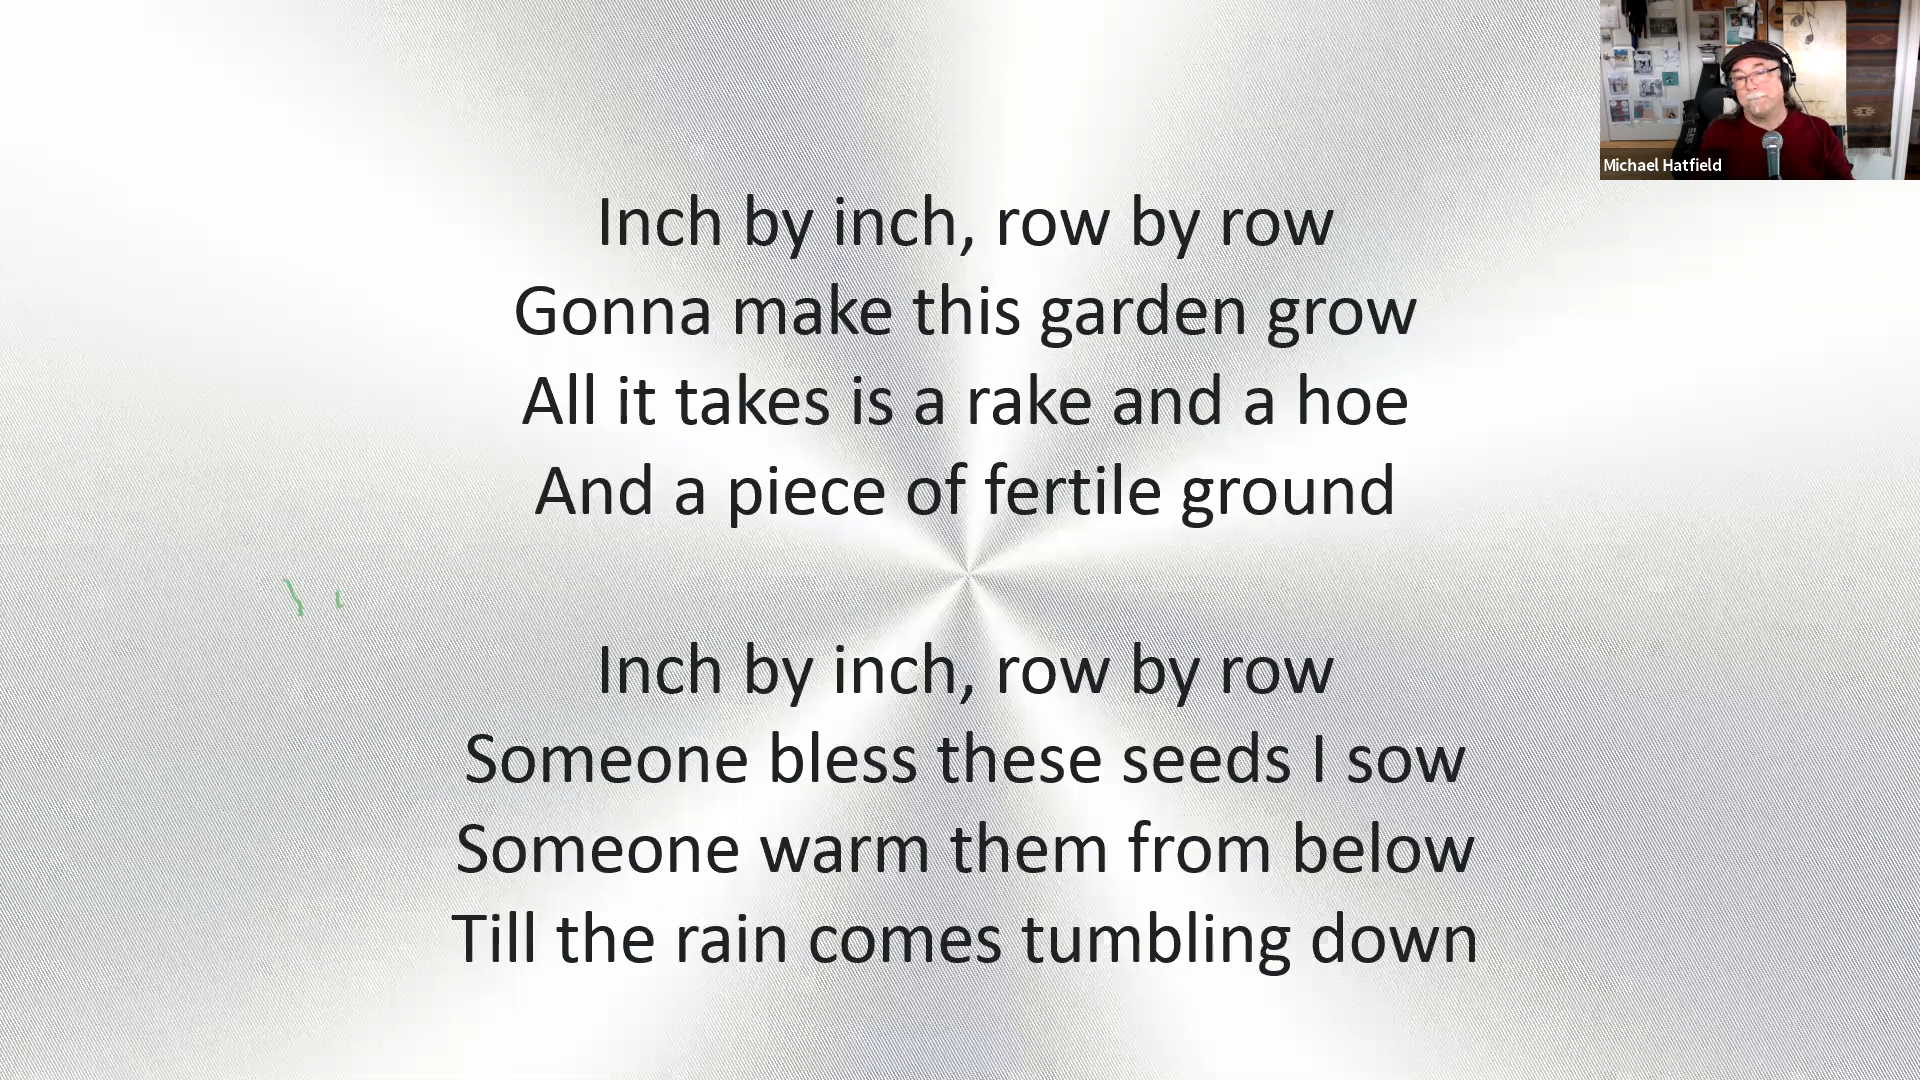 Michael Hatfield
Inch by inch, row by row
Gonna make this garden grow
All it takes is a rake and a hoe
And a piece of fertile ground
Inch by inch, row by row
Someone bless these seeds I sow
Someone warm them from below
Till the rain comes tumbling down